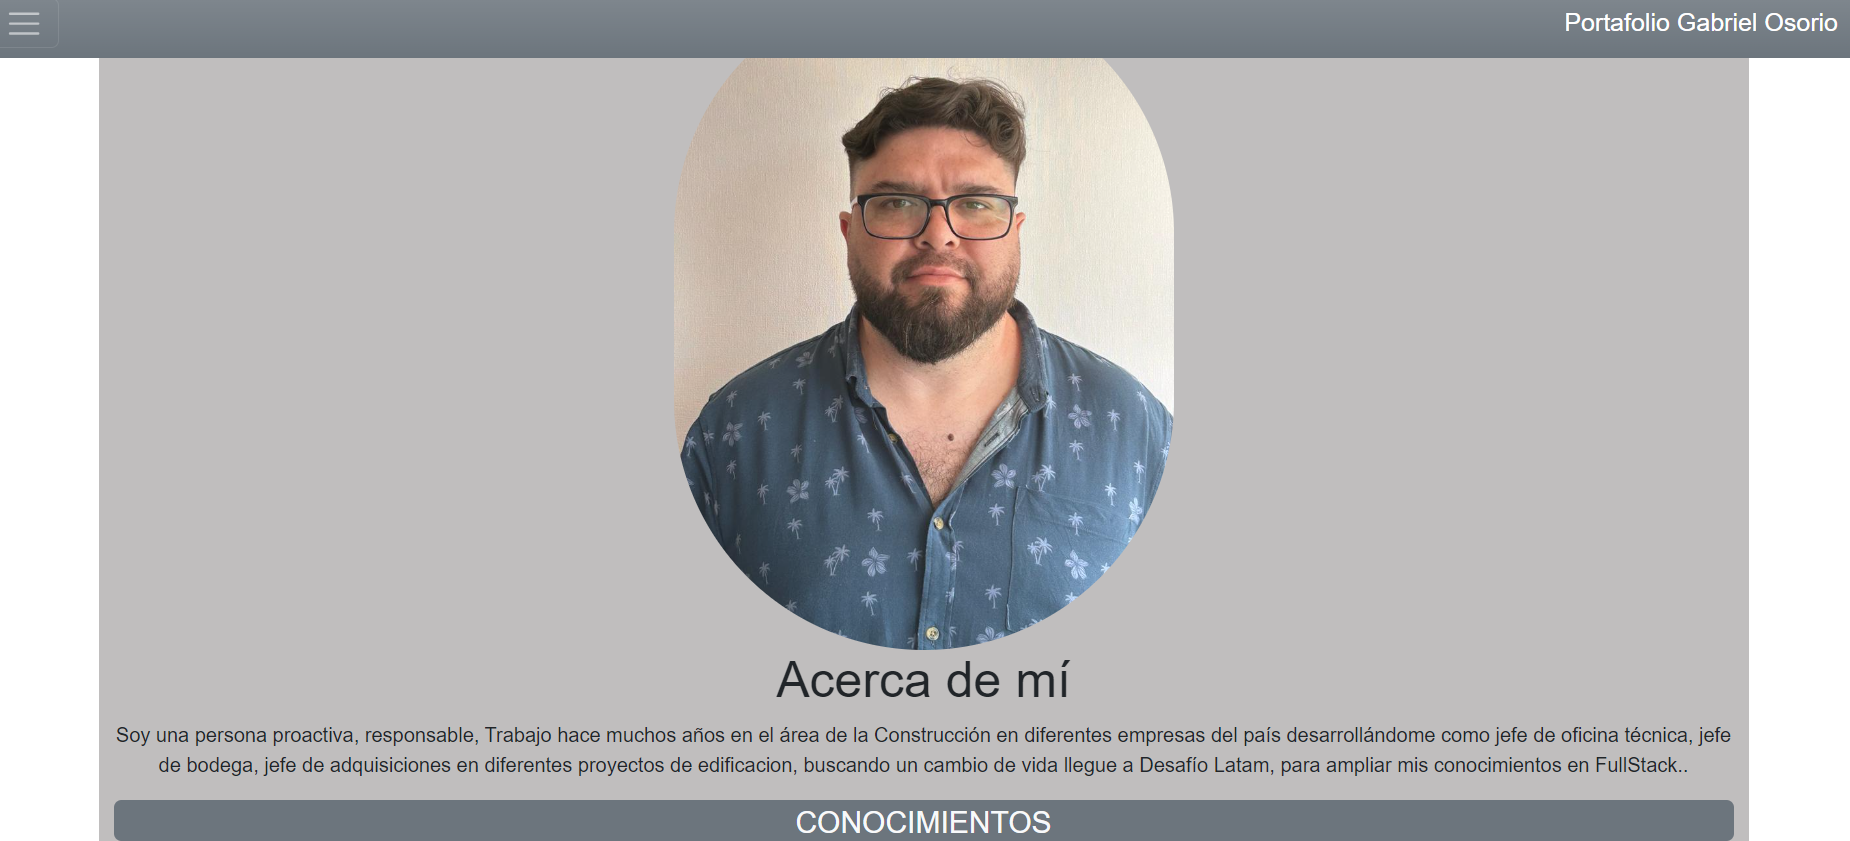 Portafolio Gabriel Osorio
Acerca de mí
Soy una persona proactiva, responsable, Trabajo hace muchos años en el área de la Construcción en diferentes empresas del país desarrollándome como jefe de oficina técnica, jefe
de bodega, jefe de adquisiciones en diferentes proyectos de edificacion, buscando un cambio de vida llegue a Desafío Latam, para ampliar mis conocimientos en FullStack..
CONOCIMIENTOS